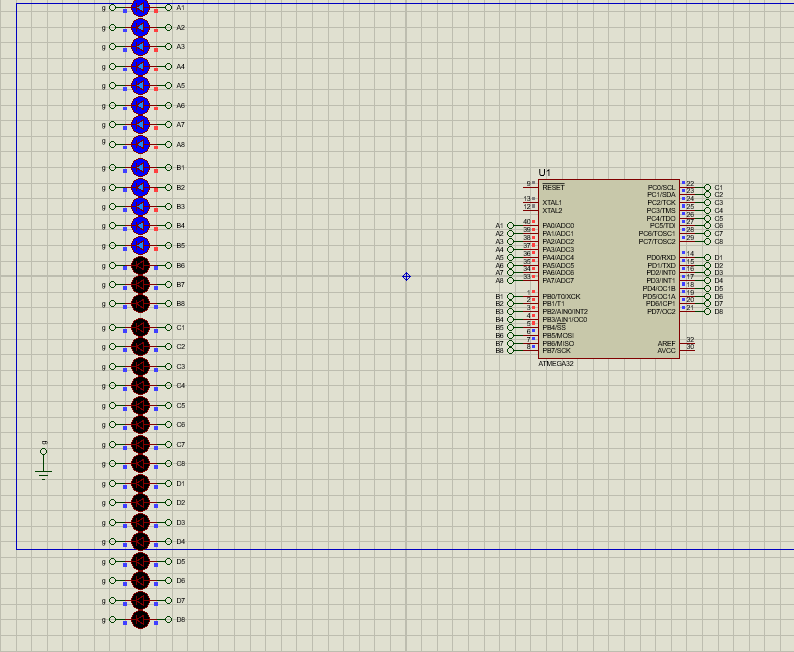 g A1
g A2
g A3
g A4
g A5
g A6
g A7
g A8
g B1
g B2
g B3
g B4
g B5
g B6
g B7
g B8
g C1
g C2
g C3
g C4
g C5
g C6
g C7
g C8
g D1
g D2
g D3
g D4
g D5
g D6
g D7
g D8
g
U1
9 RESET
13 XTAL1
12 XTAL2
A1 40 PA0/ADC0
A2 39 PA1/ADC1
A3 38 PA2/ADC2
A4 37 PA3/ADC3
A5 36 PA4/ADC4
A6 35 PA5/ADC5
A7 34 PA6/ADC6
A8 33 PA7/ADC7
B1 1 PB0/T0/XCK
B2 2 PB1/T1
B3 3 PB2/AIN0/INT2
B4 4 PB3/AIN1/OC0
B5 5 PB4/SS
B6 6 PB5/MOSI
B7 7 PB6/MISO
B8 8 PB7/SCK
PC0/SCL 22 C1
PC1/SDA 23 C2
PC2/TCK 24 C3
PC3/TMS 25 C4
PC4/TDO 26 C5
PC5/TDI 27 C6
PC6/TOSC1 28 C7
PC7/TOSC2 29 C8
PD0/RXD 14 D1
PD1/TXD 15 D2
PD2/INT0 16 D3
PD3/INT1 17 D4
PD4/OC1B 18 D5
PD5/OC1A 19 D6
PD6/ICP1 20 D7
PD7/OC2 21 D8
AREF 32
AVCC 30
ATMEGA32